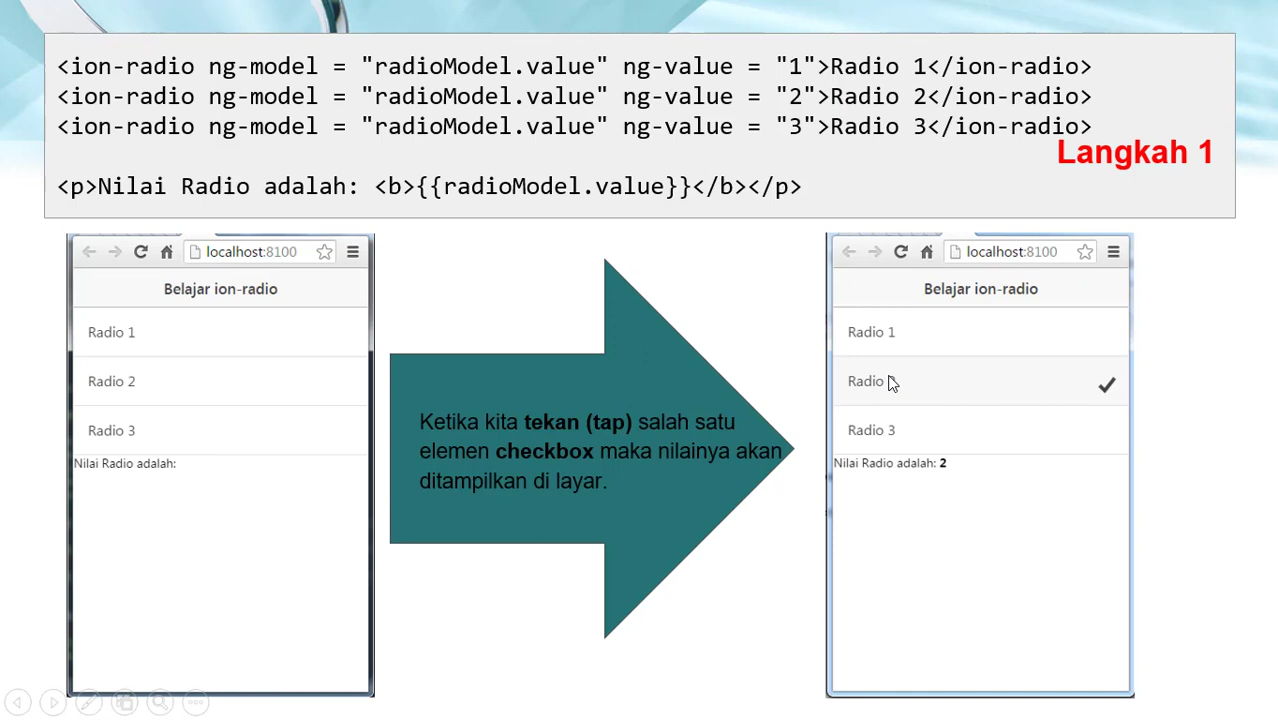 <ion-radio ng-model = "radioModel.value" ng-value = "1">Radio 1</ion-radio>
<ion-radio ng-model = "radioModel.value" ng-value = "2">Radio 2</ion-radio>
<ion-radio ng-model = "radioModel.value" ng-value = "3">Radio 3</ion-radio>
Langkah 1
<p>Nilai Radio adalah: <b>{{radioModel.value}}</b></p>
localhost:8100
Belajar ion-radio
Radio 1
Radio 2
Radio 3
Nilai Radio adalah:
Ketika kita tekan (tap) salah satu
elemen checkbox maka nilainya akan
ditampilkan di layar.
localhost:8100
Belajar ion-radio
Radio 1
Radio
Radio 3
Nilai Radio adalah: 2